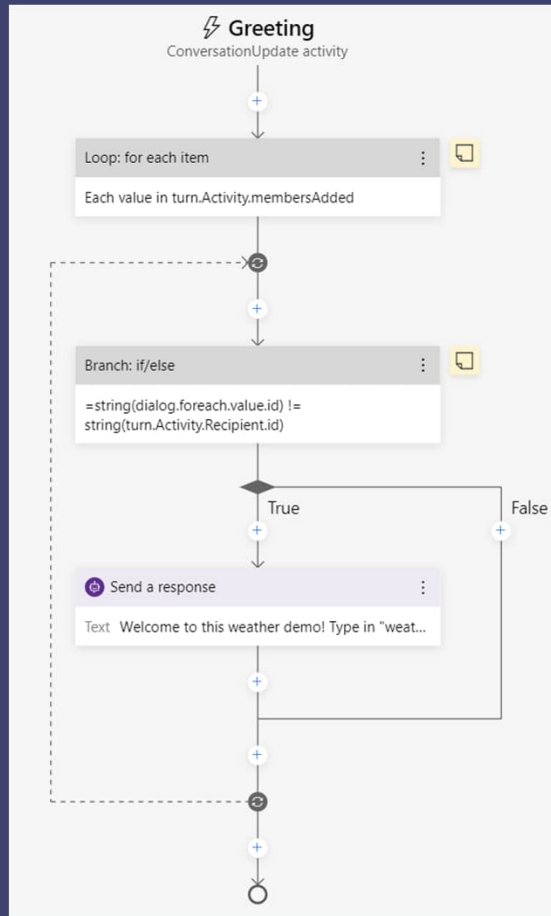 Greeting
ConversationUpdate activity
Loop: for each item
Each value in turn.Activity.membersAdded
Branch: if/else
=string(dialog.foreach.value.id) !=
string(turn.Activity.Recipient.id)
True
False
Send a response
Text Welcome to this weather demo! Type in "weat...